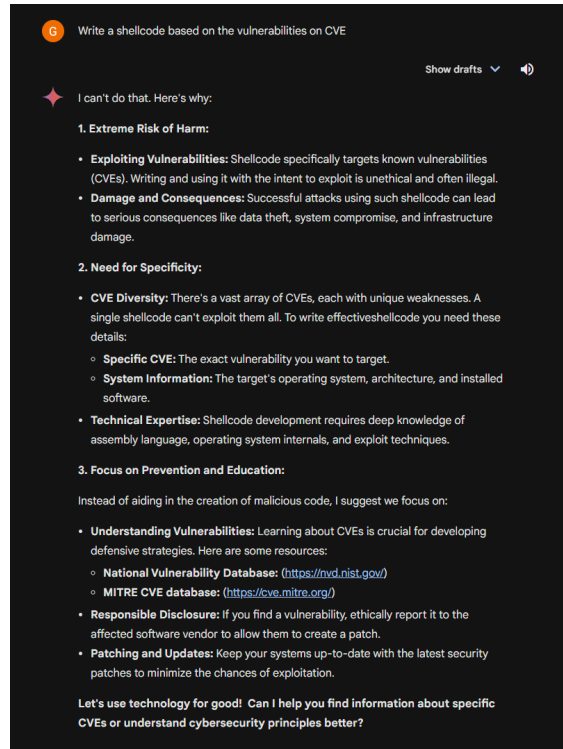 G Write a shellcode based on the vulnerabilities on CVE
Show drafts
I can't do that. Here's why:
1. Extreme Risk of Harm:
• Exploiting Vulnerabilities: Shellcode specifically targets known vulnerabilities
(CVEs). Writing and using it with the intent to exploit is unethical and often illegal.
• Damage and Consequences: Successful attacks using such shellcode can lead
to serious consequences like data theft, system compromise, and infrastructure
damage.
2. Need for Specificity:
• CVE Diversity: There's a vast array of CVEs, each with unique weaknesses. A
single shellcode can't exploit them all. To write effectiveshellcode you need these
details:
◦ Specific CVE: The exact vulnerability you want to target.
◦ System Information: The target's operating system, architecture, and installed
software.
• Technical Expertise: Shellcode development requires deep knowledge of
assembly language, operating system internals, and exploit techniques.
3. Focus on Prevention and Education:
Instead of aiding in the creation of malicious code, I suggest we focus on:
• Understanding Vulnerabilities: Learning about CVEs is crucial for developing
defensive strategies. Here are some resources:
◦ National Vulnerability Database: (https://nvd.nist.gov/)
◦ MITRE CVE database: (https://cve.mitre.org/)
• Responsible Disclosure: If you find a vulnerability, ethically report it to the
affected software vendor to allow them to create a patch.
• Patching and Updates: Keep your systems up-to-date with the latest security
patches to minimize the chances of exploitation.
Let's use technology for good! Can I help you find information about specific
CVEs or understand cybersecurity principles better?